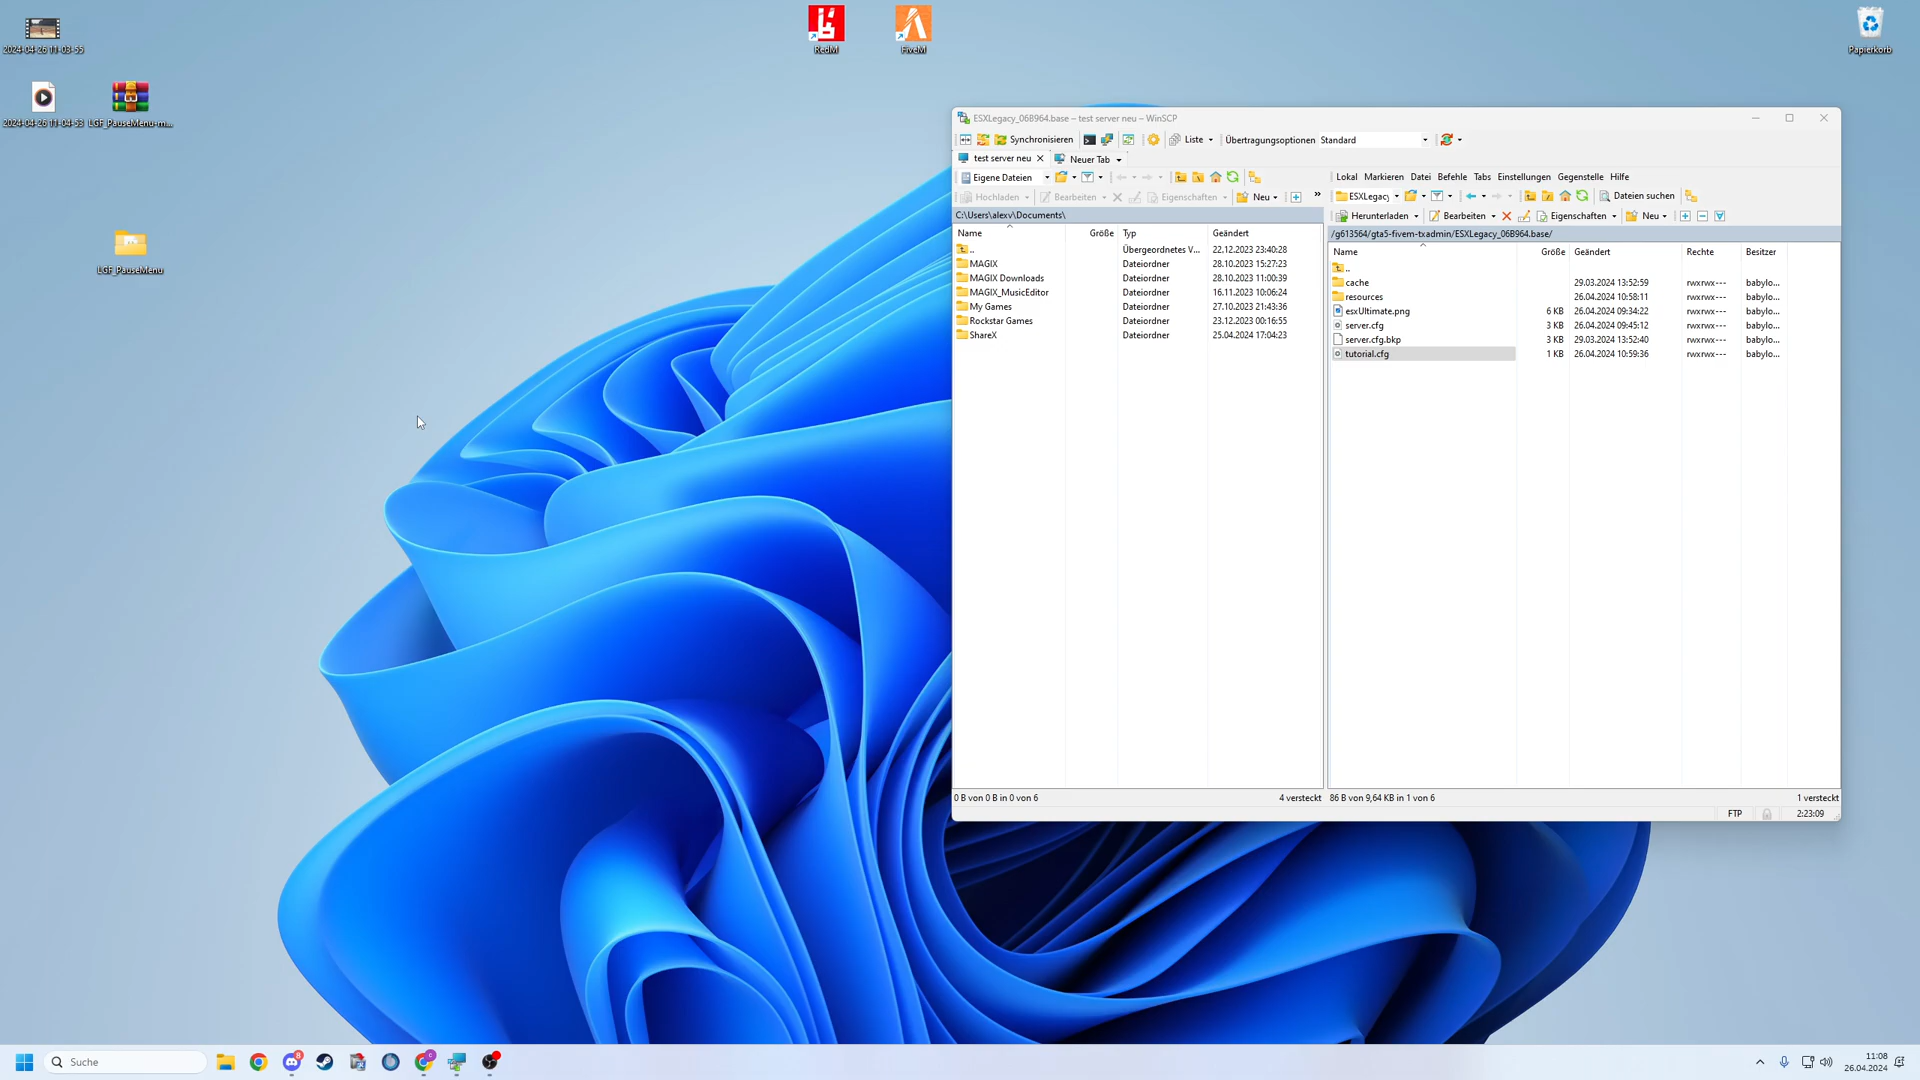 2024-04-26 11-03-55
RedM
FiveM
Papierkorb
2024-04-26 11-04-53
LGF_PauseMenu-m...
LGF_PauseMenu
ESXLegacy_06B964.base – test server neu – WinSCP
Synchronisieren
Liste
Übertragungsoptionen Standard
test server neu
Neuer Tab
Eigene Dateien
Hochladen
Bearbeiten
Eigenschaften
Neu
»
C:\Users\alexv\Documents\
Name Größe Typ Geändert
.. Übergeordnetes V... 22.12.2023 23:40:28
MAGIX Dateiordner 28.10.2023 15:27:23
MAGIX Downloads Dateiordner 28.10.2023 11:00:39
MAGIX_MusicEditor Dateiordner 16.11.2023 10:06:24
My Games Dateiordner 27.10.2023 21:43:36
Rockstar Games Dateiordner 23.12.2023 00:16:55
ShareX Dateiordner 25.04.2024 17:04:23
0 B von 0 B in 0 von 6
4 versteckt
Lokal Markieren Datei Befehle Tabs Einstellungen Gegenstelle Hilfe
ESXLegacy
Dateien suchen
Herunterladen
Bearbeiten
Eigenschaften
Neu
/g613564/gta5-fivem-txadmin/ESXLegacy_06B964.base/
Name Größe Geändert Rechte Besitzer
..
cache 29.03.2024 13:52:59 rwxrwx--- babylo...
resources 26.04.2024 10:58:11 rwxrwx--- babylo...
esxUltimate.png 6 KB 26.04.2024 09:34:22 rwxrwx--- babylo...
server.cfg 3 KB 26.04.2024 09:45:12 rwxrwx--- babylo...
server.cfg.bkp 3 KB 29.03.2024 13:52:40 rwxrwx--- babylo...
tutorial.cfg 1 KB 26.04.2024 10:59:36 rwxrwx--- babylo...
86 B von 9,64 KB in 1 von 6
1 versteckt
FTP
2:23:09
Suche
8
11:08
26.04.2024